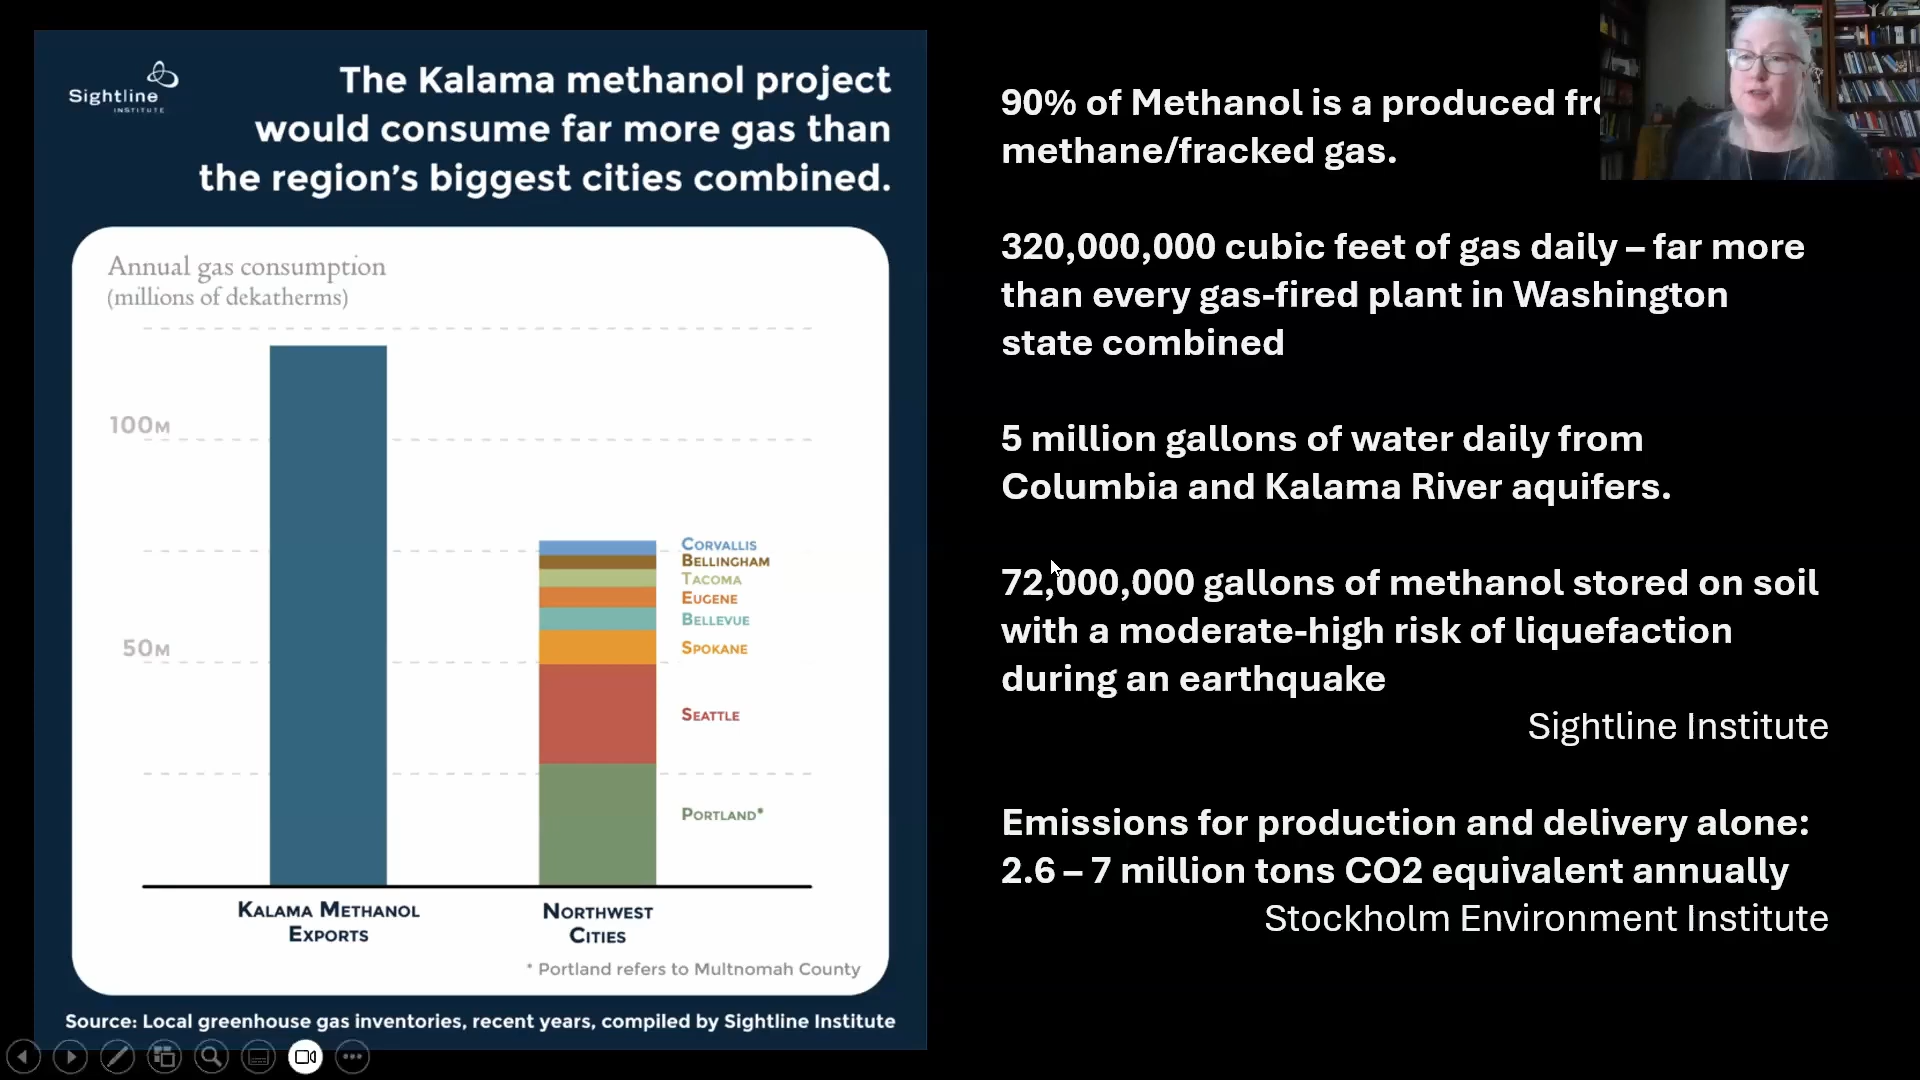 Sightline
INSTITUTE
The Kalama methanol project
would consume far more gas than
the region's biggest cities combined.
Annual gas consumption
(millions of dekatherms)
100M
50M
CORVALLIS
BELLINGHAM
TACOMA
EUGENE
BELLEVUE
SPOKANE
SEATTLE
PORTLAND*
KALAMA METHANOL
EXPORTS
NORTHWEST
CITIES
* Portland refers to Multnomah County
Source: Local greenhouse gas inventories, recent years, compiled by Sightline Institute
90% of Methanol is a produced
methane/fracked gas.
320,000,000 cubic feet of gas daily – far more
than every gas-fired plant in Washington
state combined
5 million gallons of water daily from
Columbia and Kalama River aquifers.
72,000,000 gallons of methanol stored on soil
with a moderate-high risk of liquefaction
during an earthquake
Sightline Institute
Emissions for production and delivery alone:
2.6 – 7 million tons CO2 equivalent annually
Stockholm Environment Institute